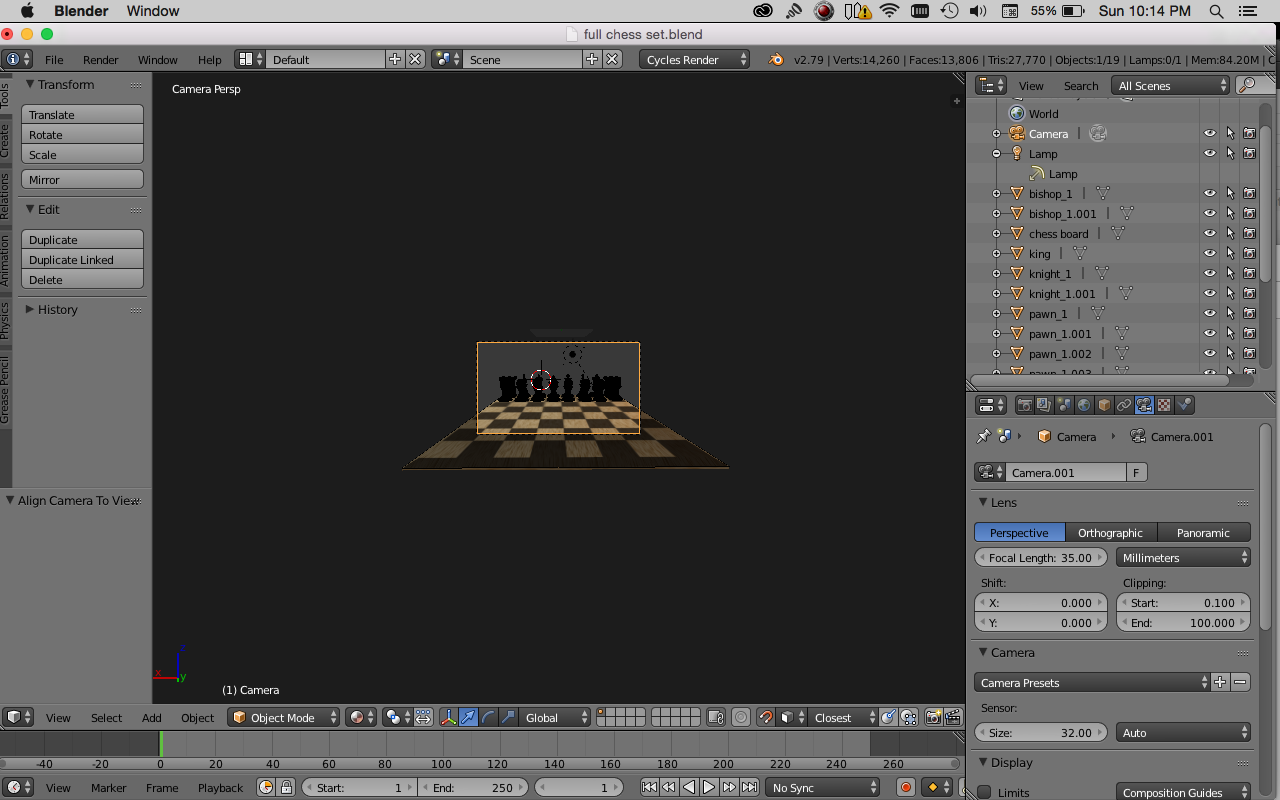 Blender Window 55% Sun 10:14 PM
full chess set.blend
File Render Window Help Default Scene Cycles Render v2.79 | Verts:14,260 | Faces:13,806 | Tris:27,770 | Objects:1/19 | Lamps:0/1 | Mem:84.20M | C
Tools
Create
Relations
Animation
Physics
Grease Pencil
Transform
Translate
Rotate
Scale
Mirror
Edit
Duplicate
Duplicate Linked
Delete
History
Align Camera To View
Camera Persp
x
z
y
(1) Camera
View Search All Scenes
World
Camera
Lamp
Lamp
bishop_1
bishop_1.001
chess board
king
knight_1
knight_1.001
pawn_1
pawn_1.001
pawn_1.002
pawn_1.003
Camera Camera.001
Camera.001 F
Lens
Perspective Orthographic Panoramic
Focal Length: 35.00 Millimeters
Shift: Clipping:
X: 0.000 Start: 0.100
Y: 0.000 End: 100.000
Camera
Camera Presets
Sensor:
Size: 32.00 Auto
Display
Limits Composition Guides
View Select Add Object Object Mode Global Closest
-40 -20 0 20 40 60 80 100 120 140 160 180 200 220 240 260
View Marker Frame Playback Start: 1 End: 250 1 No Sync